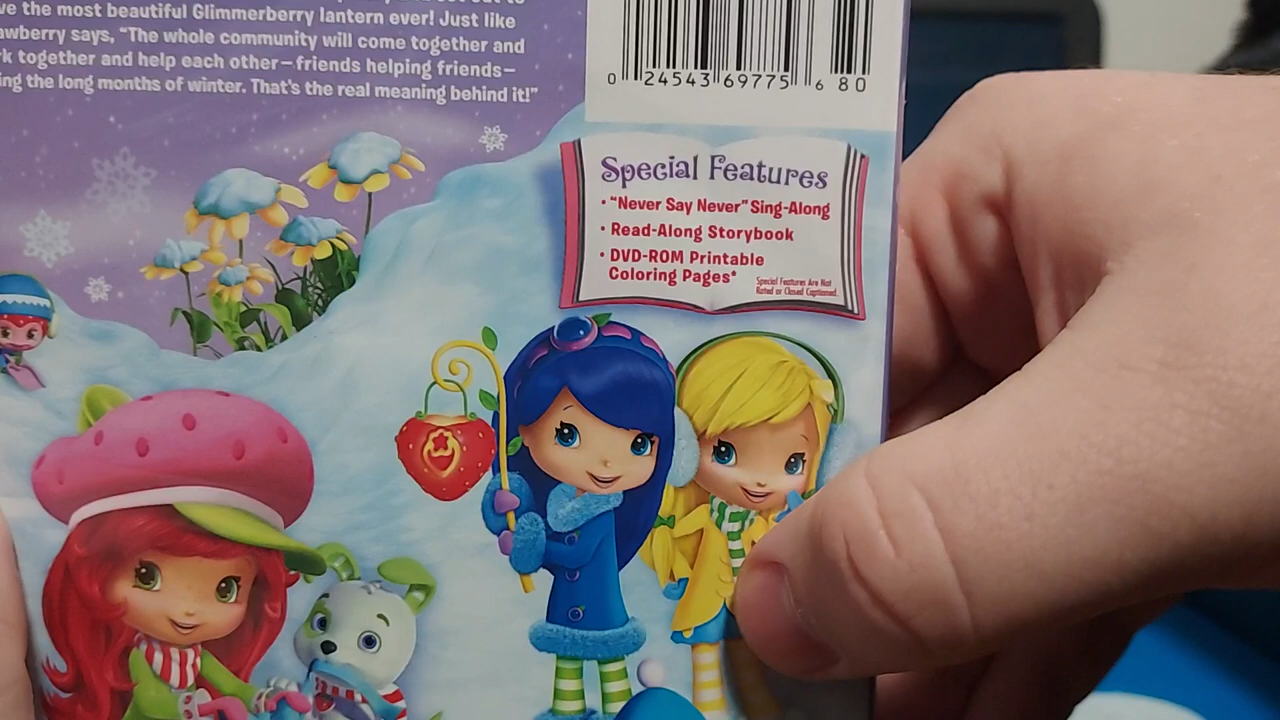 ve the most beautiful Glimmerberry lantern ever! Just like
awberry says, "The whole community will come together and
rk together and help each other—friends helping friends—
ing the long months of winter. That's the real meaning behind it!"
0 24543 69775 6 80
Special Features
• "Never Say Never" Sing-Along
• Read-Along Storybook
• DVD-ROM Printable
Coloring Pages*
Special Features Are Not
Rated or Closed Captioned.